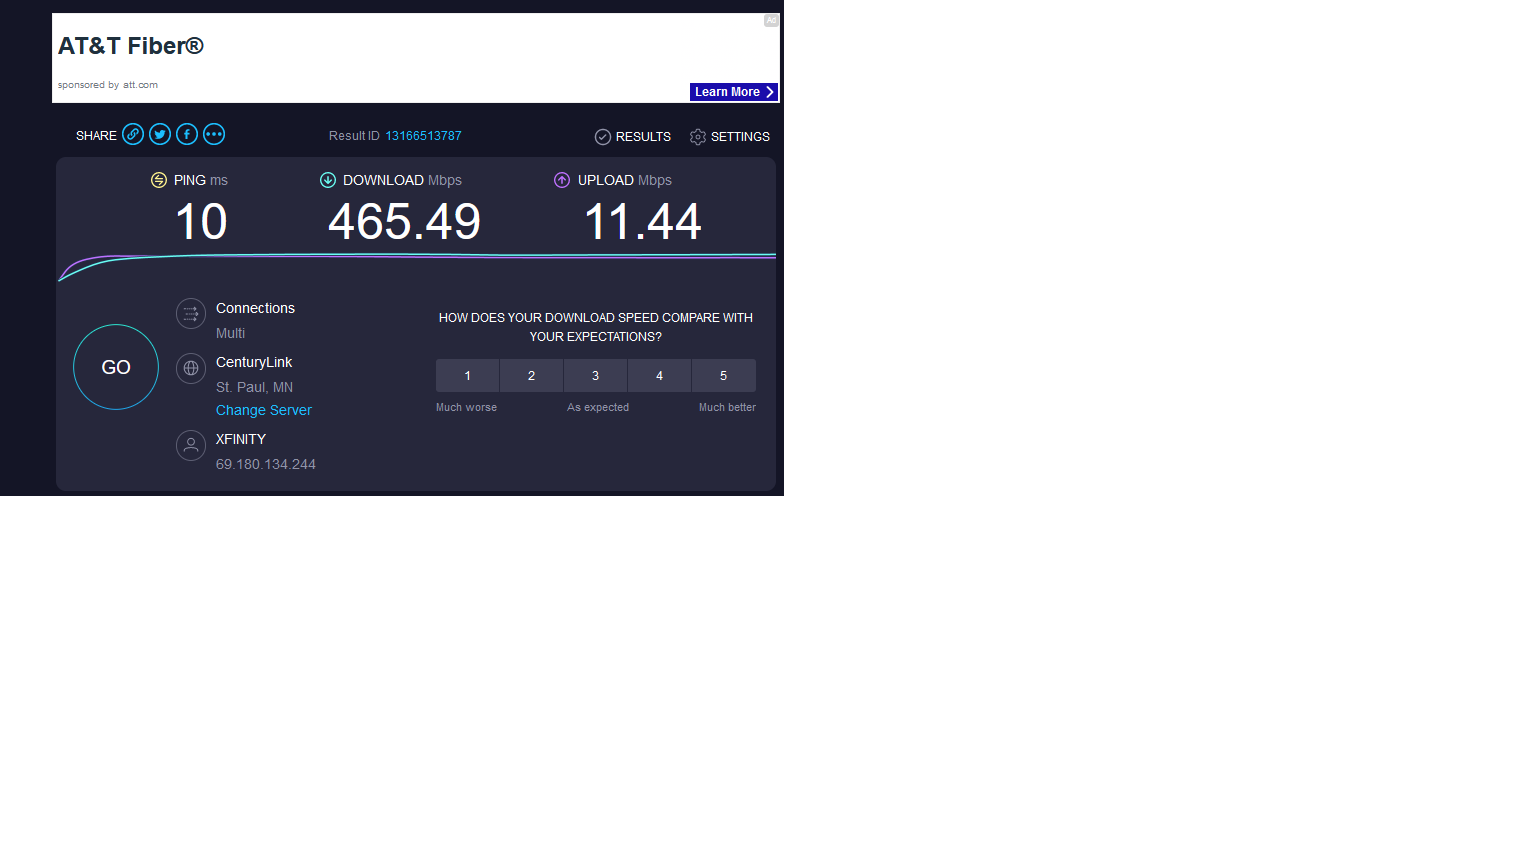 Ad
AT&T Fiber®
sponsored by att.com
Learn More
SHARE
Result ID 13166513787
RESULTS
SETTINGS
PING ms
DOWNLOAD Mbps
UPLOAD Mbps
10
465.49
11.44
GO
Connections
Multi
CenturyLink
St. Paul, MN
Change Server
XFINITY
69.180.134.244
HOW DOES YOUR DOWNLOAD SPEED COMPARE WITH
YOUR EXPECTATIONS?
1 2 3 4 5
Much worse As expected Much better